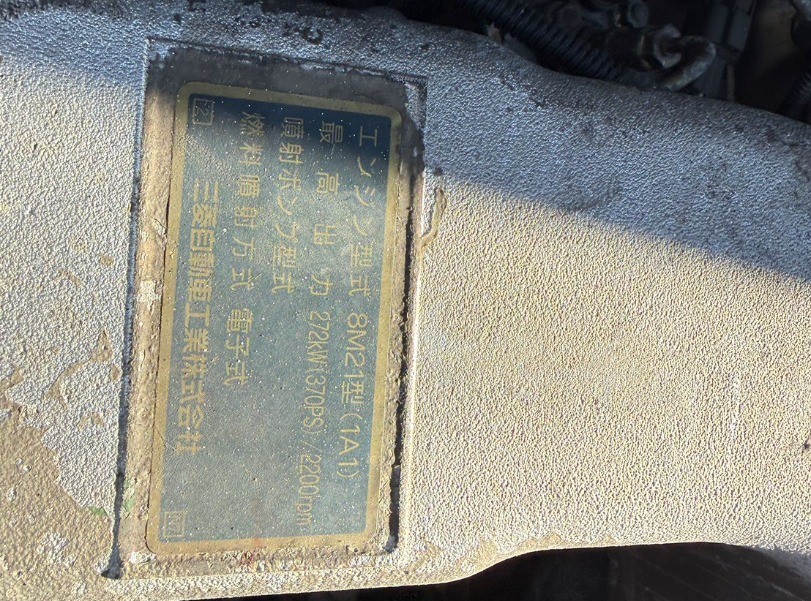 エンジン型式 8M21型(1A1)
最高出力 272kW(370PS)/2200rpm
噴射ポンプ型式
燃料噴射方式 電子式
三菱自動車工業株式会社